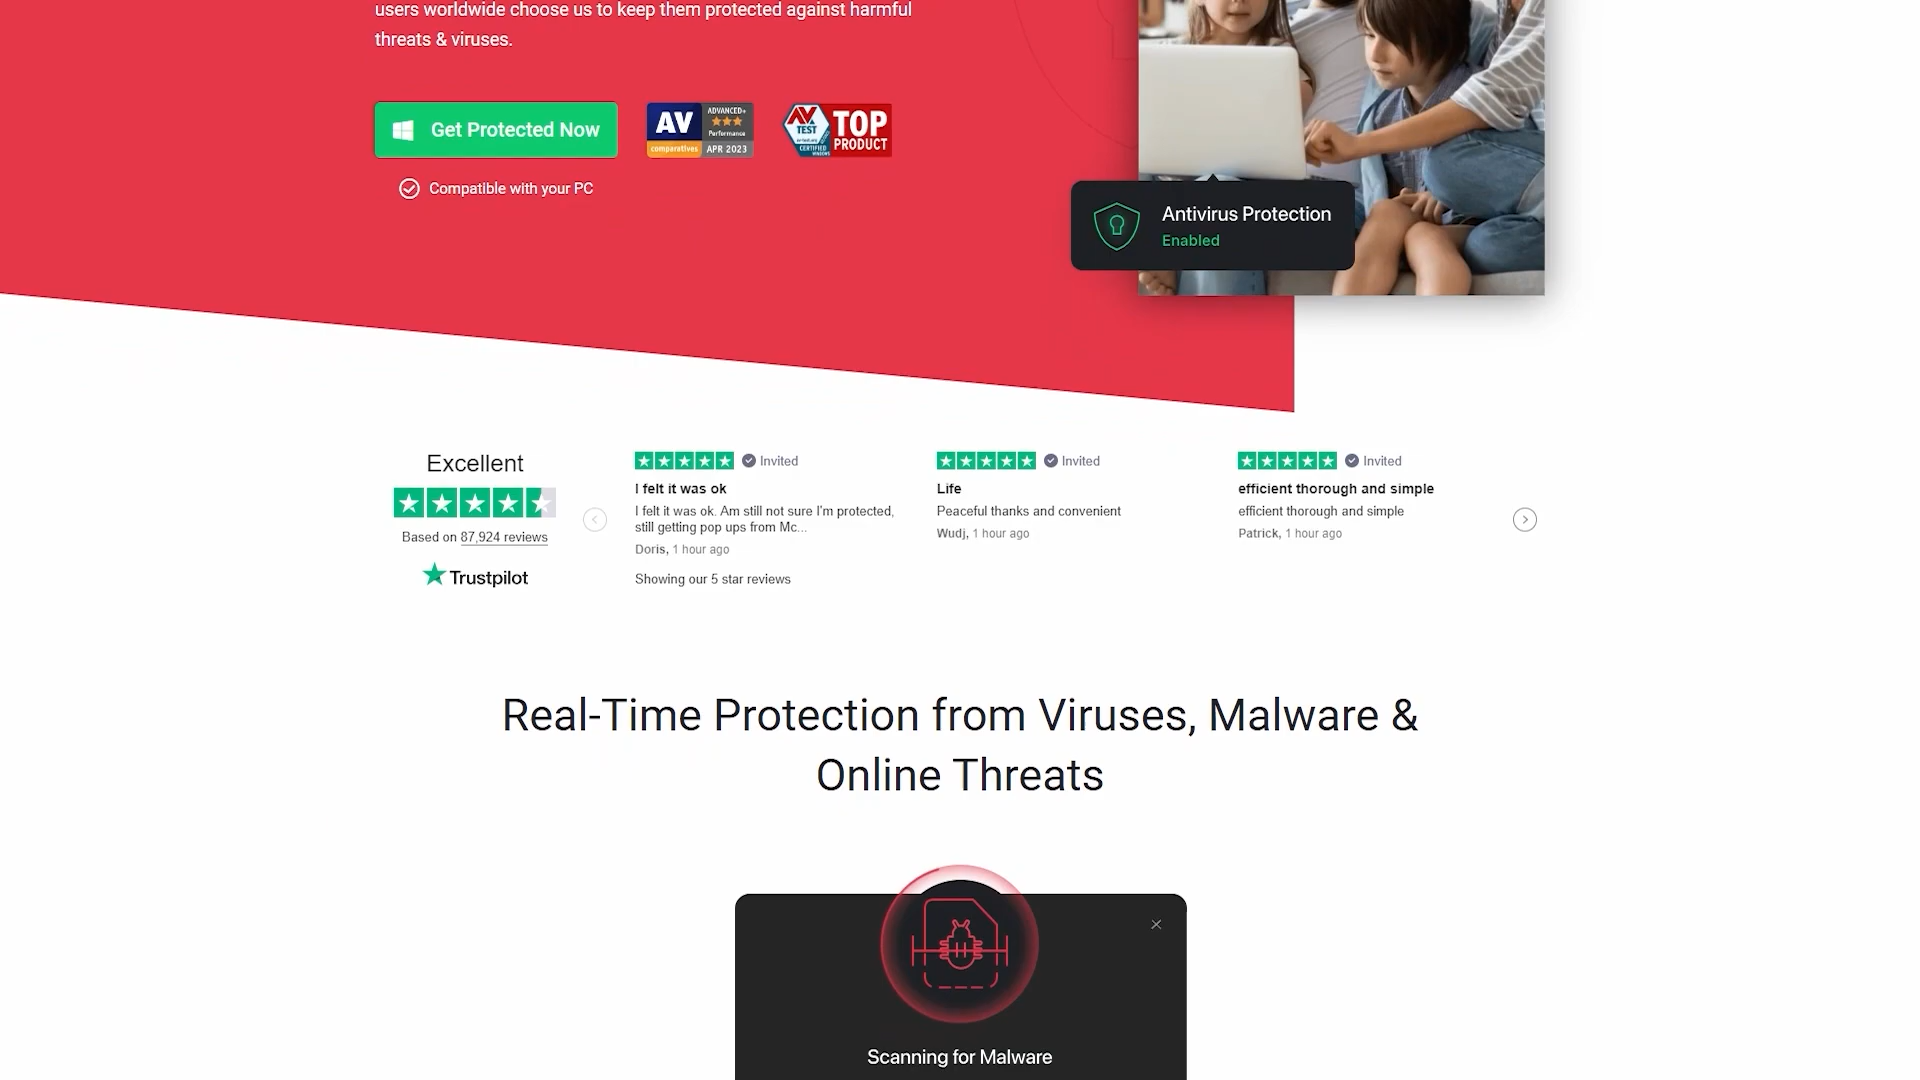 users worldwide choose us to keep them protected against harmful
threats & viruses.
Get Protected Now
AV
comparatives
ADVANCED+
Performance
APR 2023
AV
TEST
CERTIFIED
WINDOWS
TOP
PRODUCT
Compatible with your PC
Antivirus Protection
Enabled
Excellent
Based on 87,924 reviews
Trustpilot
Invited
I felt it was ok
I felt it was ok. Am still not sure I'm protected,
still getting pop ups from Mc...
Doris, 1 hour ago
Showing our 5 star reviews
Invited
Life
Peaceful thanks and convenient
Wudj, 1 hour ago
Invited
efficient thorough and simple
efficient thorough and simple
Patrick, 1 hour ago
Real-Time Protection from Viruses, Malware &
Online Threats
Scanning for Malware